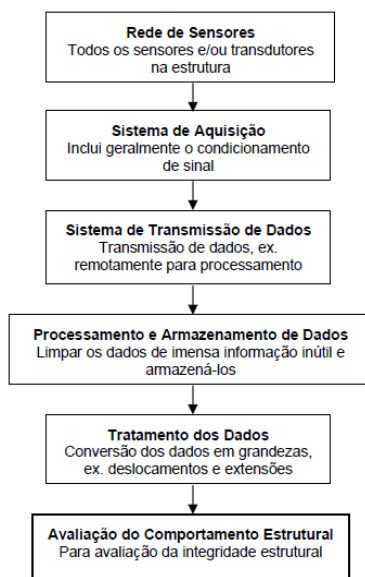 Rede de Sensores
Todos os sensores e/ou transdutores
na estrutura
Sistema de Aquisição
Inclui geralmente o condicionamento
de sinal
Sistema de Transmissão de Dados
Transmissão de dados, ex.
remotamente para processamento
Processamento e Armazenamento de Dados
Limpar os dados de imensa informação inútil e
armazená-los
Tratamento dos Dados
Conversão dos dados em grandezas,
ex. deslocamentos e extensões
Avaliação do Comportamento Estrutural
Para avaliação da integridade estrutural